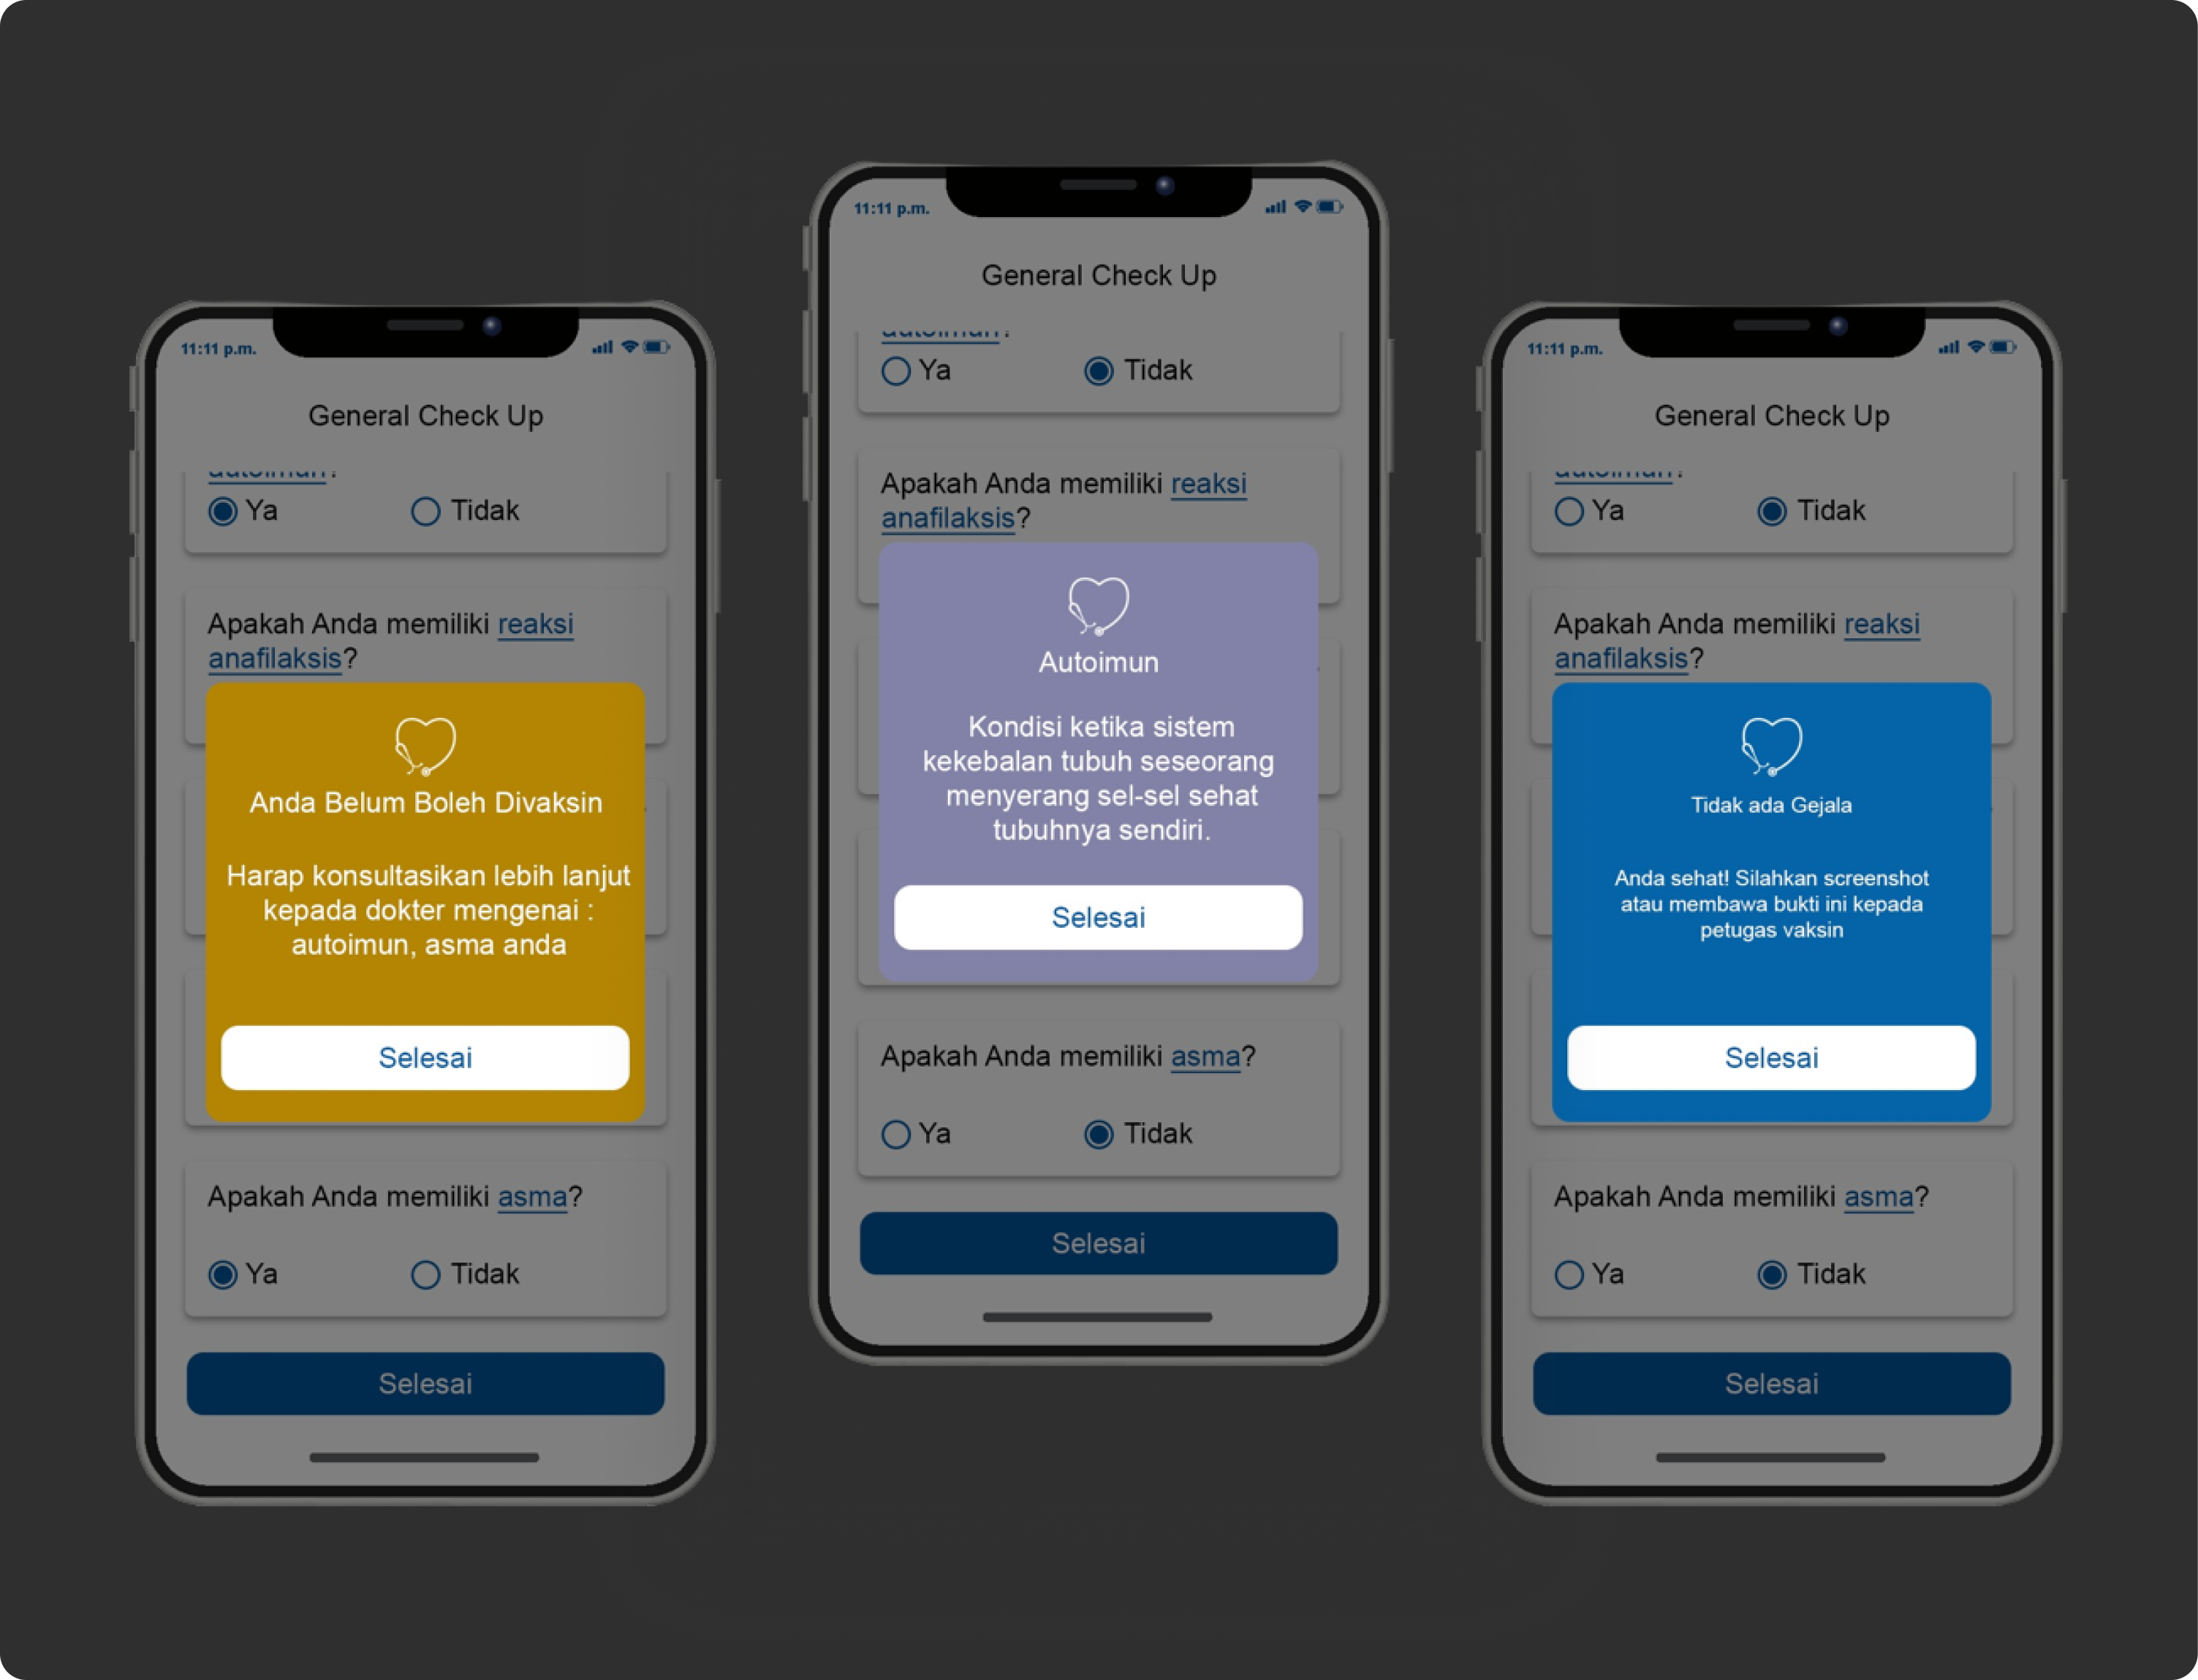 11:11 p.m.
General Check Up
autoimun?
Ya
Tidak
Apakah Anda memiliki reaksi
anafilaksis?
Anda Belum Boleh Divaksin
Harap konsultasikan lebih lanjut
kepada dokter mengenai :
autoimun, asma anda
Selesai
Apakah Anda memiliki asma?
Ya
Tidak
Selesai
11:11 p.m.
General Check Up
autoimun?
Ya
Tidak
Apakah Anda memiliki reaksi
anafilaksis?
Autoimun
Kondisi ketika sistem
kekebalan tubuh seseorang
menyerang sel-sel sehat
tubuhnya sendiri.
Selesai
Apakah Anda memiliki asma?
Ya
Tidak
Selesai
11:11 p.m.
General Check Up
autoimun?
Ya
Tidak
Apakah Anda memiliki reaksi
anafilaksis?
Tidak ada Gejala
Anda sehat! Silahkan screenshot
atau membawa bukti ini kepada
petugas vaksin
Selesai
Apakah Anda memiliki asma?
Ya
Tidak
Selesai